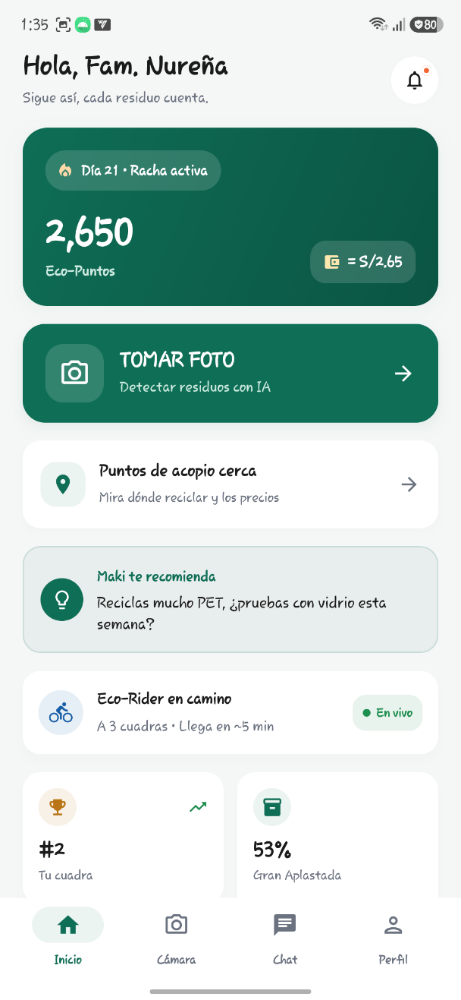 1:35
80
Hola, Fam. Nureña
Sigue así, cada residuo cuenta.
Día 21 • Racha activa
2,650
Eco-Puntos
= S/2.65
TOMAR FOTO
Detectar residuos con IA
Puntos de acopio cerca
Mira dónde reciclar y los precios
Maki te recomienda
Reciclas mucho PET, ¿pruebas con vidrio esta
semana?
Eco-Rider en camino
A 3 cuadras • Llega en ~5 min
En vivo
#2
Tu cuadra
53%
Gran Aplastada
Inicio
Cámara
Chat
Perfil